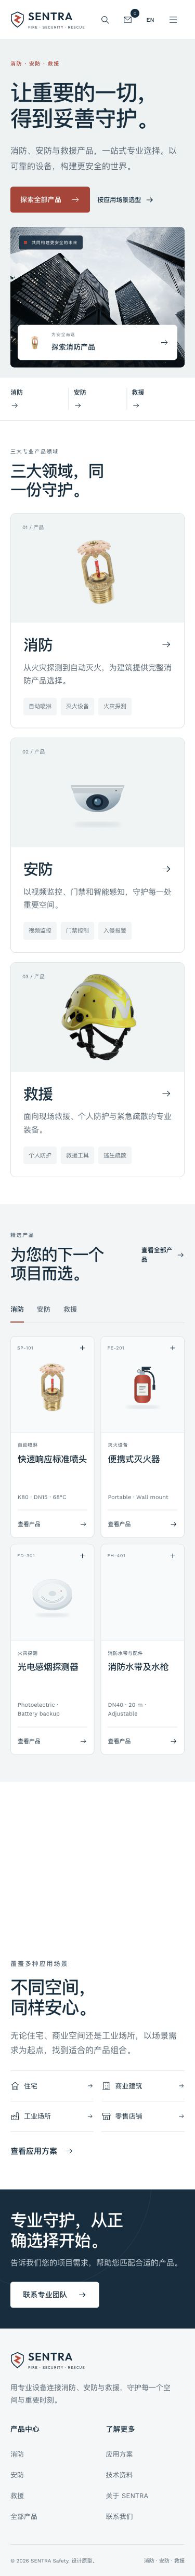 SENTRA
FIRE · SECURITY · RESCUE
0
EN
消防 · 安防 · 救援
让重要的一切，
得到妥善守护。
消防、安防与救援产品，一站式专业选择。以
可靠的设备，构建更安全的世界。
探索全部产品
按应用场景选型
共同构建更安全的未来
探索消防产品
消防
安防
救援
三大专业产品领域
三大领域，同
一份守护。
01 / 产品
消防
从火灾探测到自动灭火，为建筑提供完整消
防产品选择。
自动喷淋
灭火设备
火灾探测
02 / 产品
安防
以视频监控、门禁和智能感知，守护每一处
重要空间。
视频监控
门禁控制
入侵报警
03 / 产品
救援
面向现场救援、个人防护与紧急疏散的专业
装备。
个人防护
救援工具
逃生疏散
精选产品
为您的下一个
项目而选。
查看全部产
品
消防
安防
救援
SP-101
自动喷淋
快速响应标准喷头
K80 · DN15 · 68°C
查看产品
FE-201
灭火设备
便携式灭火器
Portable · Wall mount
查看产品
FD-301
火灾探测
光电感烟探测器
Photoelectric ·
Battery backup
查看产品
FH-401
消防水带与配件
消防水带及水枪
DN40 · 20 m ·
Adjustable
查看产品
覆盖多种应用场景
不同空间，
同样安心。
无论住宅、商业空间还是工业场所，以场景需
求为起点，找到适合的产品组合。
住宅
商业建筑
工业场所
零售店铺
查看应用方案
专业守护，从正
确选择开始。
告诉我们您的项目需求，帮助您匹配合适的产品。
联系专业团队
SENTRA
FIRE · SECURITY · RESCUE
用专业设备连接消防、安防与救援，守护每一个空
间与重要时刻。
产品中心
消防
安防
救援
全部产品
了解更多
应用方案
技术资料
关于 SENTRA
联系我们
© 2026 SENTRA Safety. 设计原型。
消防 · 安防 · 救援